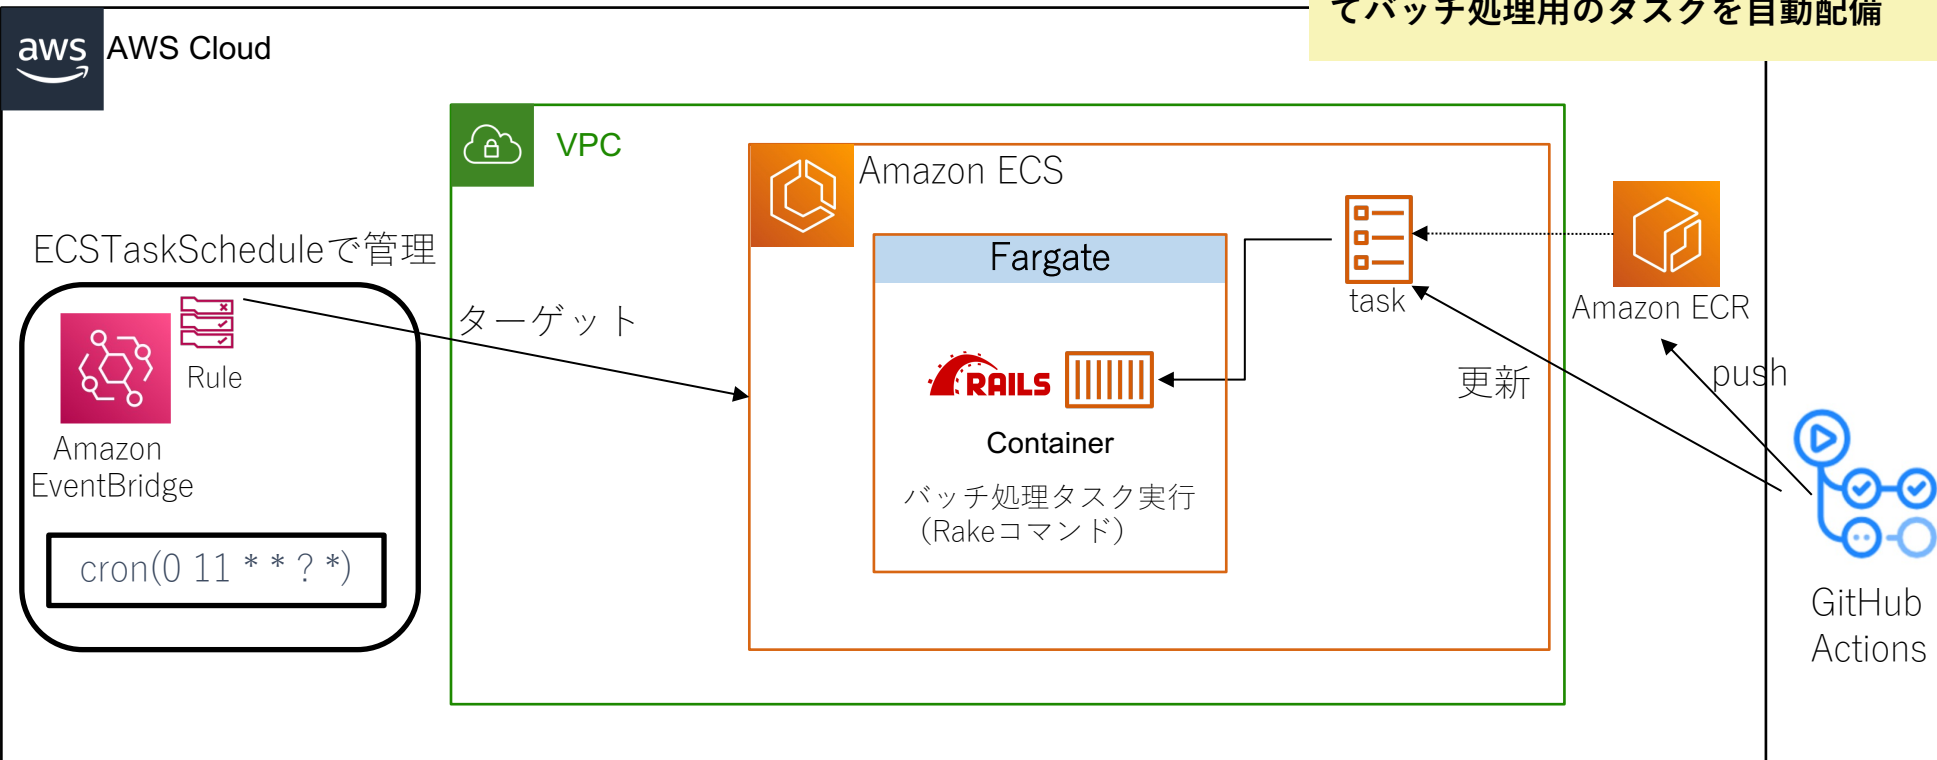 てバッチ処理用のタスクを自動配備
aws
AWS Cloud
VPC
Amazon ECS
ECSTaskScheduleで管理
Fargate
task
Amazon ECR
ターゲット
Rule
RAILS
更新
push
Amazon
EventBridge
Container
バッチ処理タスク実行
（Rakeコマンド）
cron(0 11 * * ? *)
GitHub
Actions